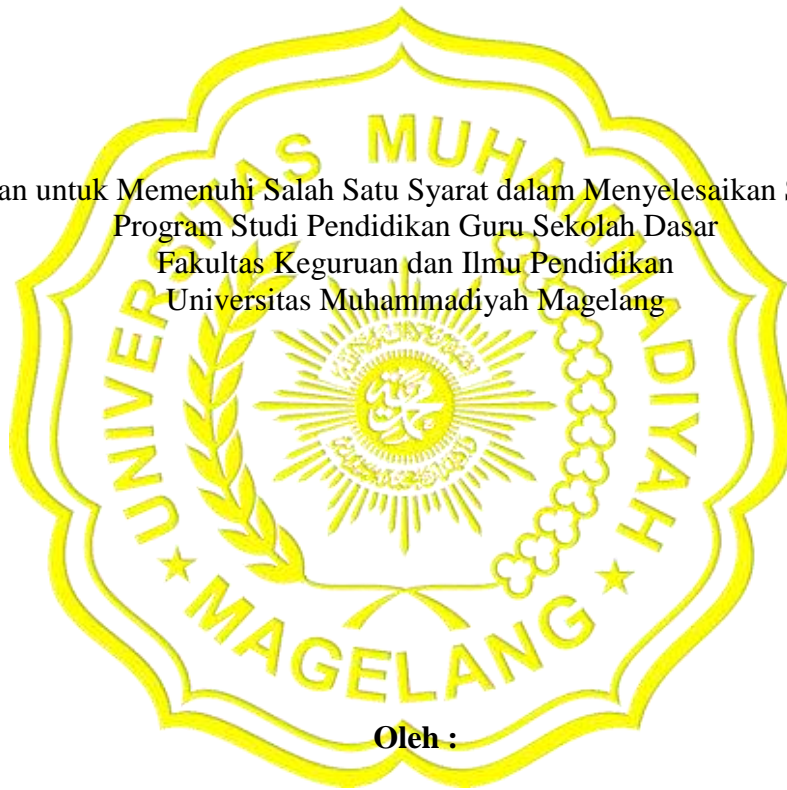 an untuk Memenuhi Salah Satu Syarat dalam Menyelesaikan S
Program Studi Pendidikan Guru Sekolah Dasar
Fakultas Keguruan dan Ilmu Pendidikan
Universitas Muhammadiyah Magelang
UNIVERSITAS MUHAMMADIYAH
MAGELANG
Oleh :